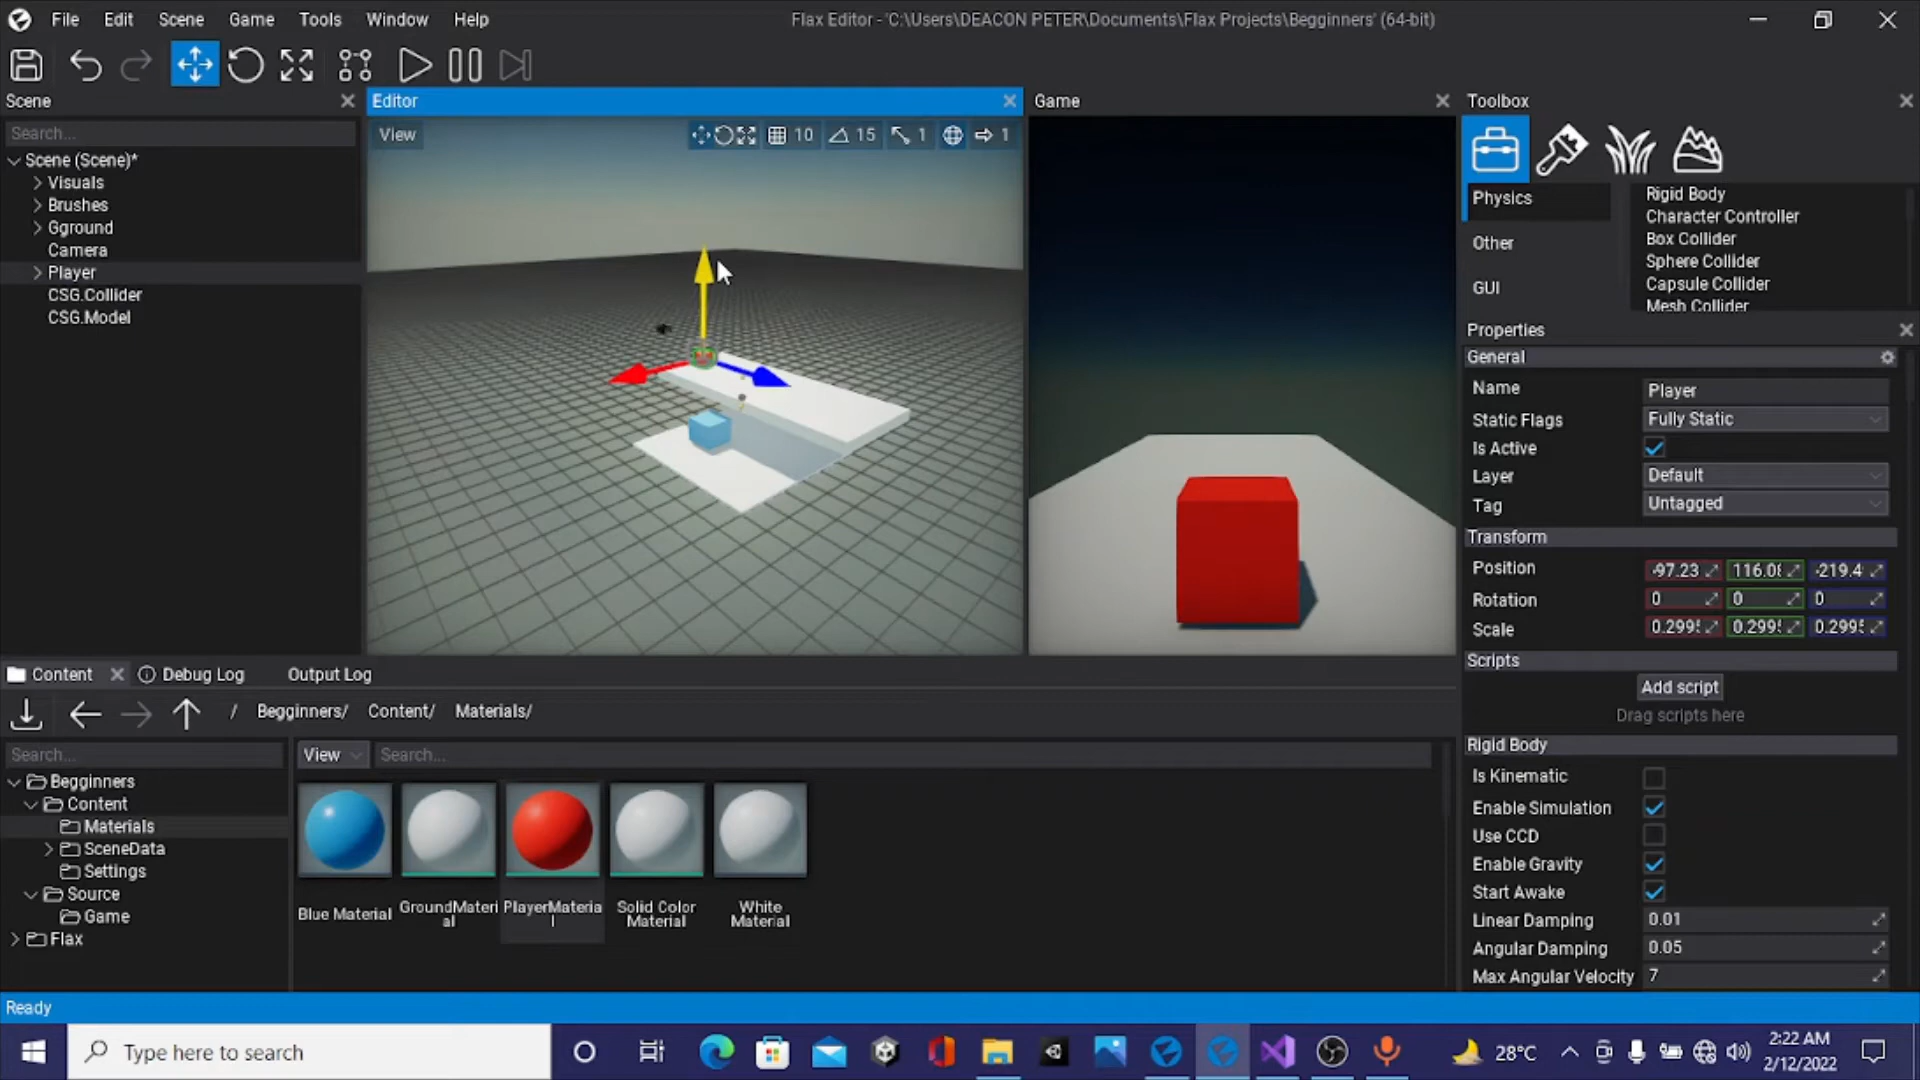 File Edit Scene Game Tools Window Help
Flax Editor - 'C:\Users\DEACON PETER\Documents\Flax Projects\Begginners' (64-bit)
Scene
Search...
Scene (Scene)*
Visuals
Brushes
Gground
Camera
Player
CSG.Collider
CSG.Model
Editor
View
10 15 1 1
Game
Toolbox
Physics
Other
GUI
Rigid Body
Character Controller
Box Collider
Sphere Collider
Capsule Collider
Mesh Collider
Properties
General
Name Player
Static Flags Fully Static
Is Active
Layer Default
Tag Untagged
Transform
Position -97.23 116.08 -219.4
Rotation 0 0 0
Scale 0.299 0.299 0.299
Scripts
Add script
Drag scripts here
Rigid Body
Is Kinematic
Enable Simulation
Use CCD
Enable Gravity
Start Awake
Linear Damping 0.01
Angular Damping 0.05
Max Angular Velocity 7
Content Debug Log Output Log
/ Begginners/ Content/ Materials/
Search...
Begginners
Content
Materials
SceneData
Settings
Source
Game
Flax
View Search...
Blue Material
GroundMateri
al
PlayerMateria
l
Solid Color
Material
White
Material
Ready
Type here to search
28°C
2:22 AM
2/12/2022